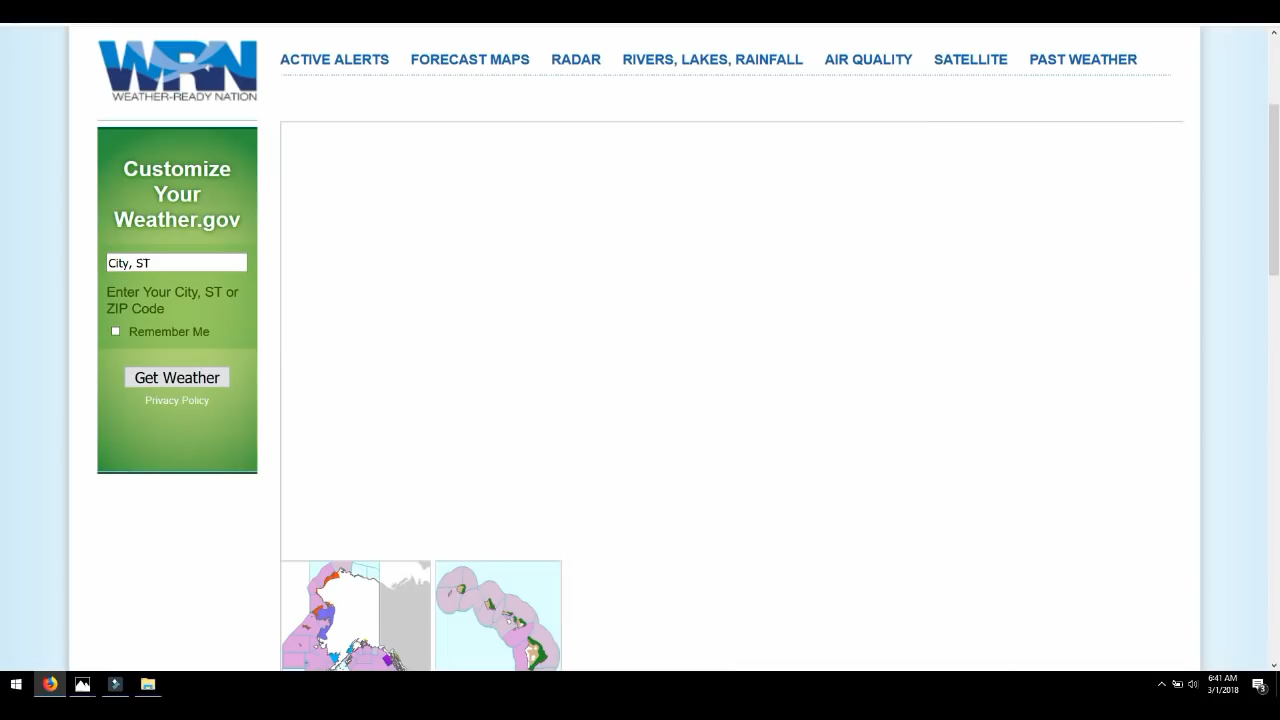 WRN
WEATHER-READY NATION
ACTIVE ALERTS FORECAST MAPS RADAR RIVERS, LAKES, RAINFALL AIR QUALITY SATELLITE PAST WEATHER
Customize
Your
Weather.gov
City, ST
Enter Your City, ST or
ZIP Code
Remember Me
Get Weather
Privacy Policy
6:41 AM
3/1/2018
3